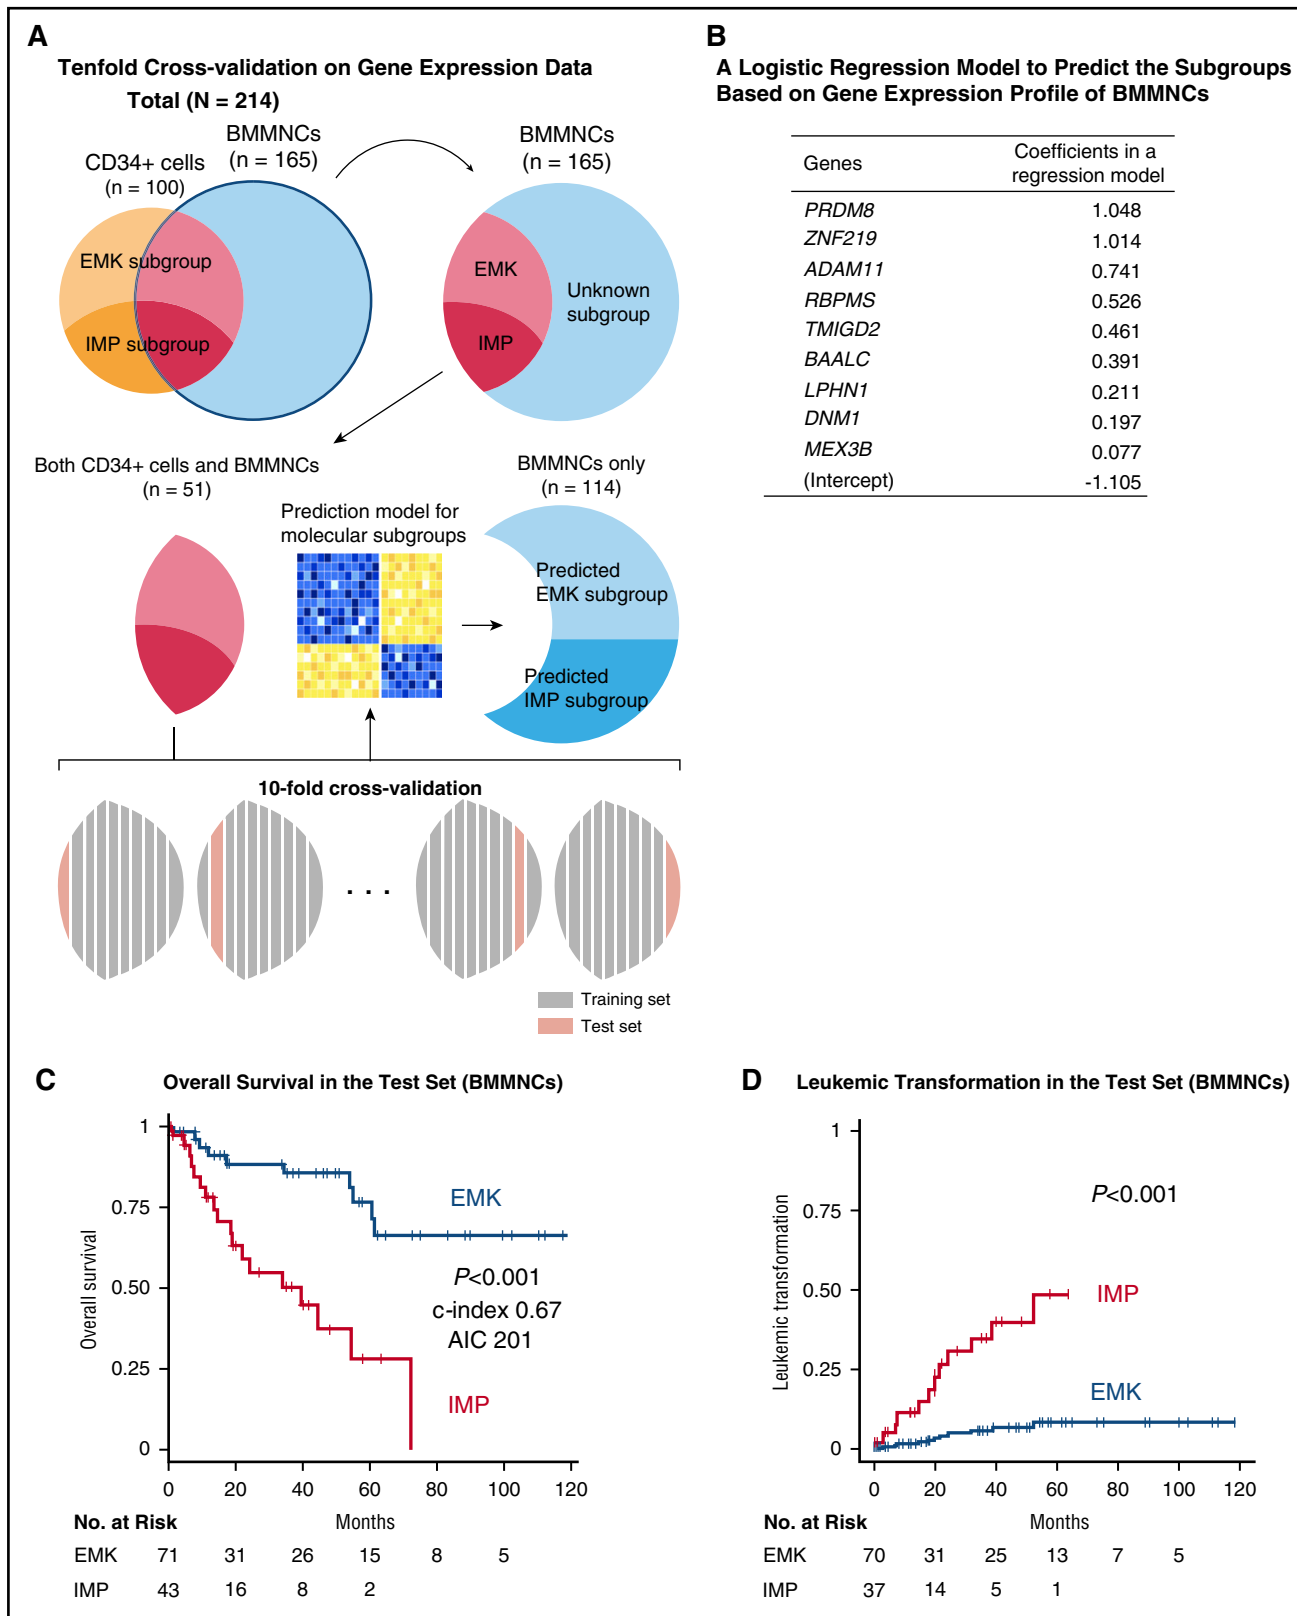 A
Tenfold Cross-validation on Gene Expression Data
Total (N = 214)
BMMNCs
(n = 165)
CD34+ cells
(n = 100)
EMK subgroup
IMP subgroup
BMMNCs
(n = 165)
EMK
IMP
Unknown
subgroup
Both CD34+ cells and BMMNCs
(n = 51)
Prediction model for
molecular subgroups
BMMNCs only
(n = 114)
Predicted
EMK subgroup
Predicted
IMP subgroup
10-fold cross-validation
. . .
Training set
Test set
B
A Logistic Regression Model to Predict the Subgroups
Based on Gene Expression Profile of BMMNCs
Genes Coefficients in a
regression model
PRDM8 1.048
ZNF219 1.014
ADAM11 0.741
RBPMS 0.526
TMIGD2 0.461
BAALC 0.391
LPHN1 0.211
DNM1 0.197
MEX3B 0.077
(Intercept) -1.105
C
Overall Survival in the Test Set (BMMNCs)
Overall survival
1
0.75
0.50
0.25
0
EMK
P<0.001
c-index 0.67
AIC 201
IMP
0 20 40 60 80 100 120
No. at Risk Months
EMK 71 31 26 15 8 5
IMP 43 16 8 2
D
Leukemic Transformation in the Test Set (BMMNCs)
Leukemic transformation
1
0.75
0.50
0.25
0
P<0.001
IMP
EMK
0 20 40 60 80 100 120
No. at Risk Months
EMK 70 31 25 13 7 5
IMP 37 14 5 1